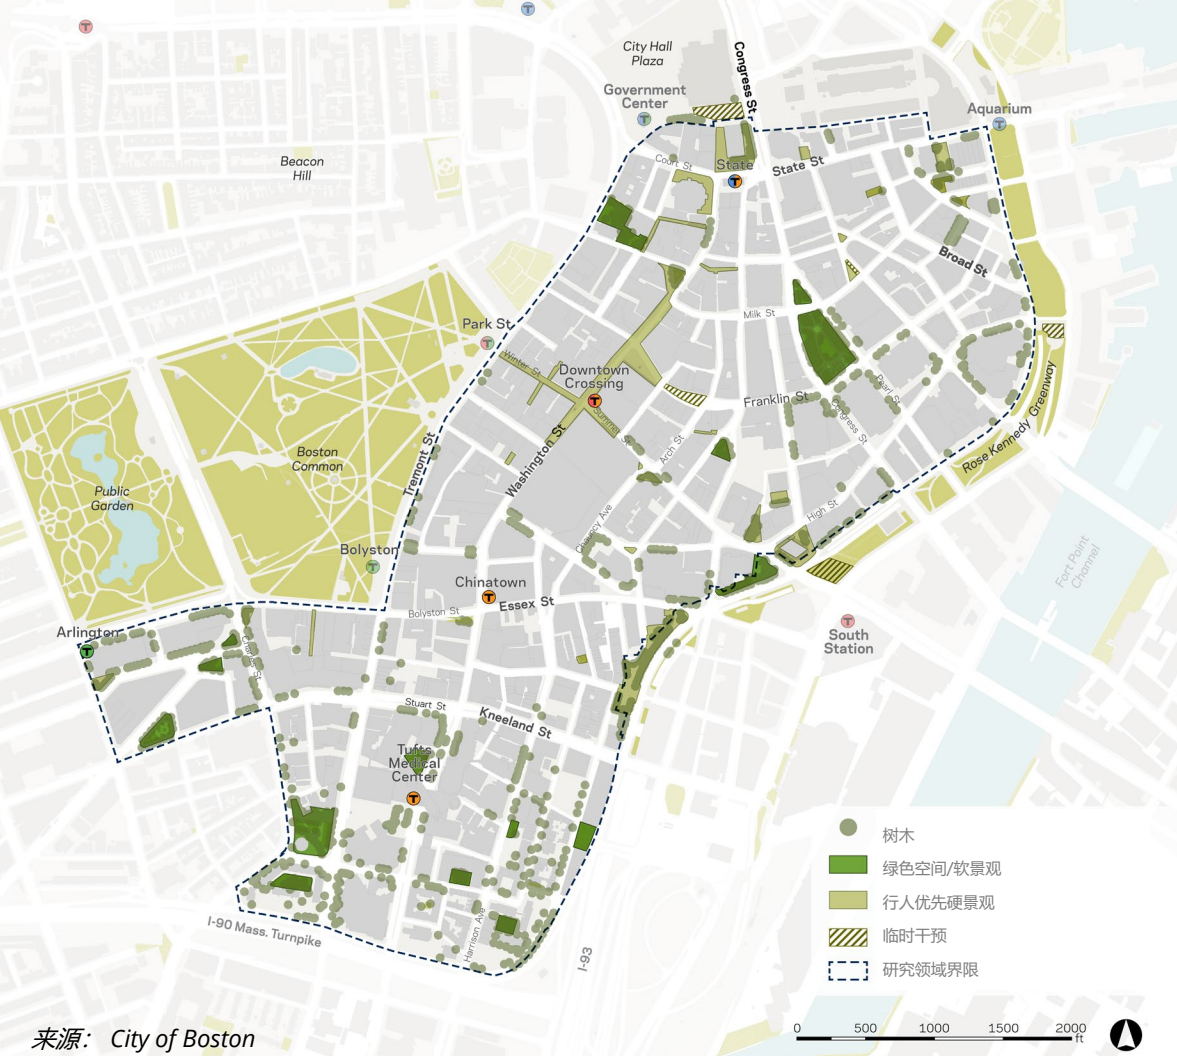 City Hall
Plaza
Congress St
Government
Center
Aquarium
Beacon
Hill
Court St
State
State St
Broad St
Park St
Milk St
Winter St
Downtown
Crossing
Summer St
Franklin St
Pearl St
Congress St
Rose Kennedy Greenway
Boston
Common
Tremont St
Washington St
Arch St
Public
Garden
High St
Chauncy Ave
Fort Point
Channel
Bolyston
Chinatown
Essex St
Bolyston St
Arlington
Charles St
South
Station
Stuart St
Kneeland St
Tufts
Medical
Center
Harrison Ave
I-90 Mass. Turnpike
I-93
树木
绿色空间/软景观
行人优先硬景观
临时干预
研究领域界限
来源： City of Boston
0 500 1000 1500 2000
ft